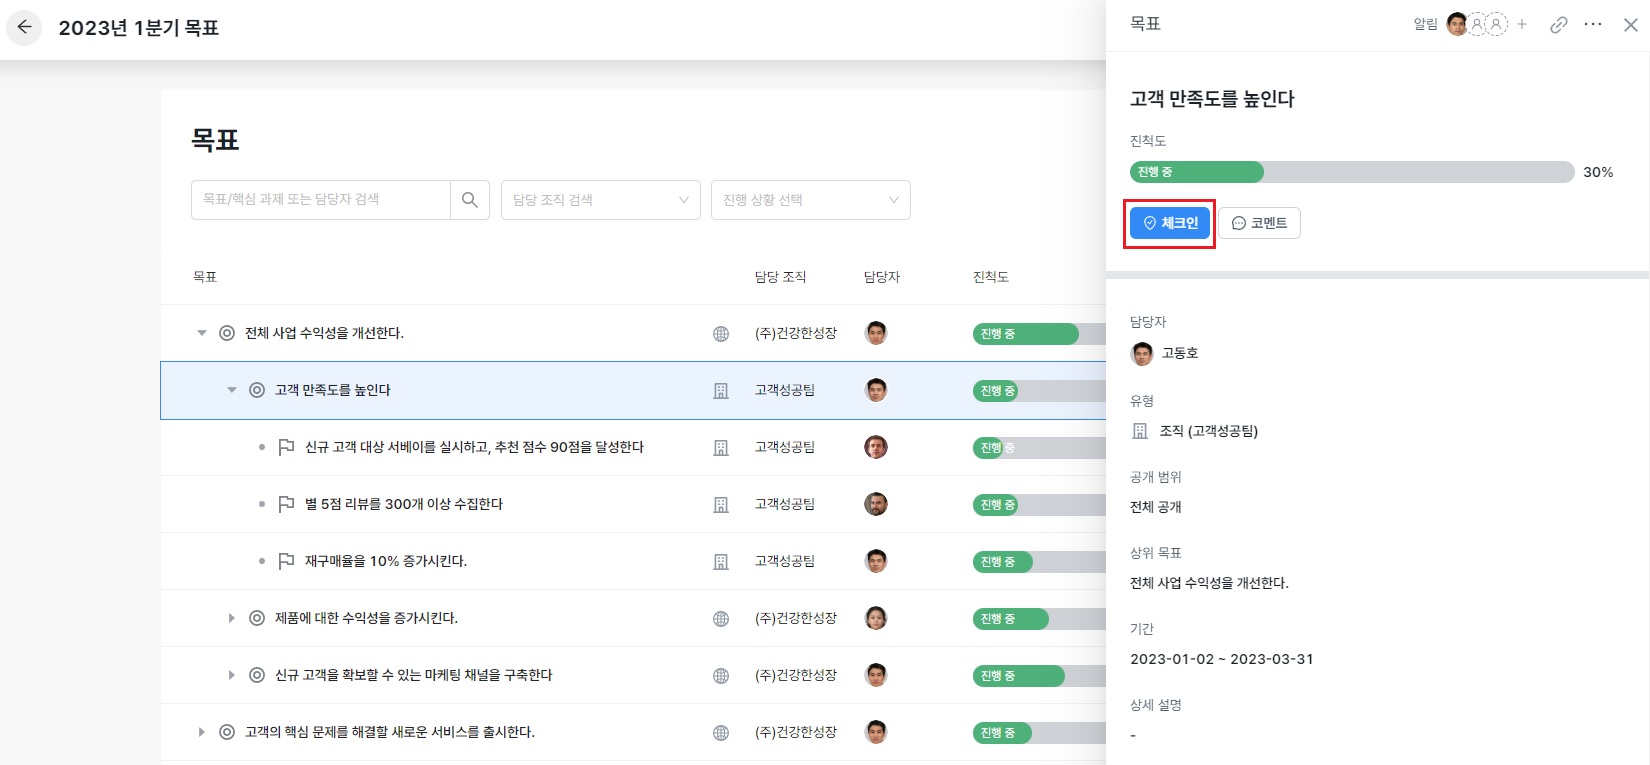 2023년 1분기 목표
목표
목표/핵심 과제 또는 담당자 검색
담당 조직 검색
진행 상황 선택
목표 담당 조직 담당자 진척도
전체 사업 수익성을 개선한다. (주)건강한성장 진행 중
고객 만족도를 높인다 고객성공팀 진행 중
신규 고객 대상 서베이를 실시하고, 추천 점수 90점을 달성한다 고객성공팀 진행 중
별 5점 리뷰를 300개 이상 수집한다 고객성공팀 진행 중
재구매율을 10% 증가시킨다. 고객성공팀 진행 중
제품에 대한 수익성을 증가시킨다. (주)건강한성장 진행 중
신규 고객을 확보할 수 있는 마케팅 채널을 구축한다 (주)건강한성장 진행 중
고객의 핵심 문제를 해결할 새로운 서비스를 출시한다. (주)건강한성장 진행 중
목표 알림
고객 만족도를 높인다
진척도
진행 중 30%
체크인 코멘트
담당자
고동호
유형
조직 (고객성공팀)
공개 범위
전체 공개
상위 목표
전체 사업 수익성을 개선한다.
기간
2023-01-02 ~ 2023-03-31
상세 설명
-